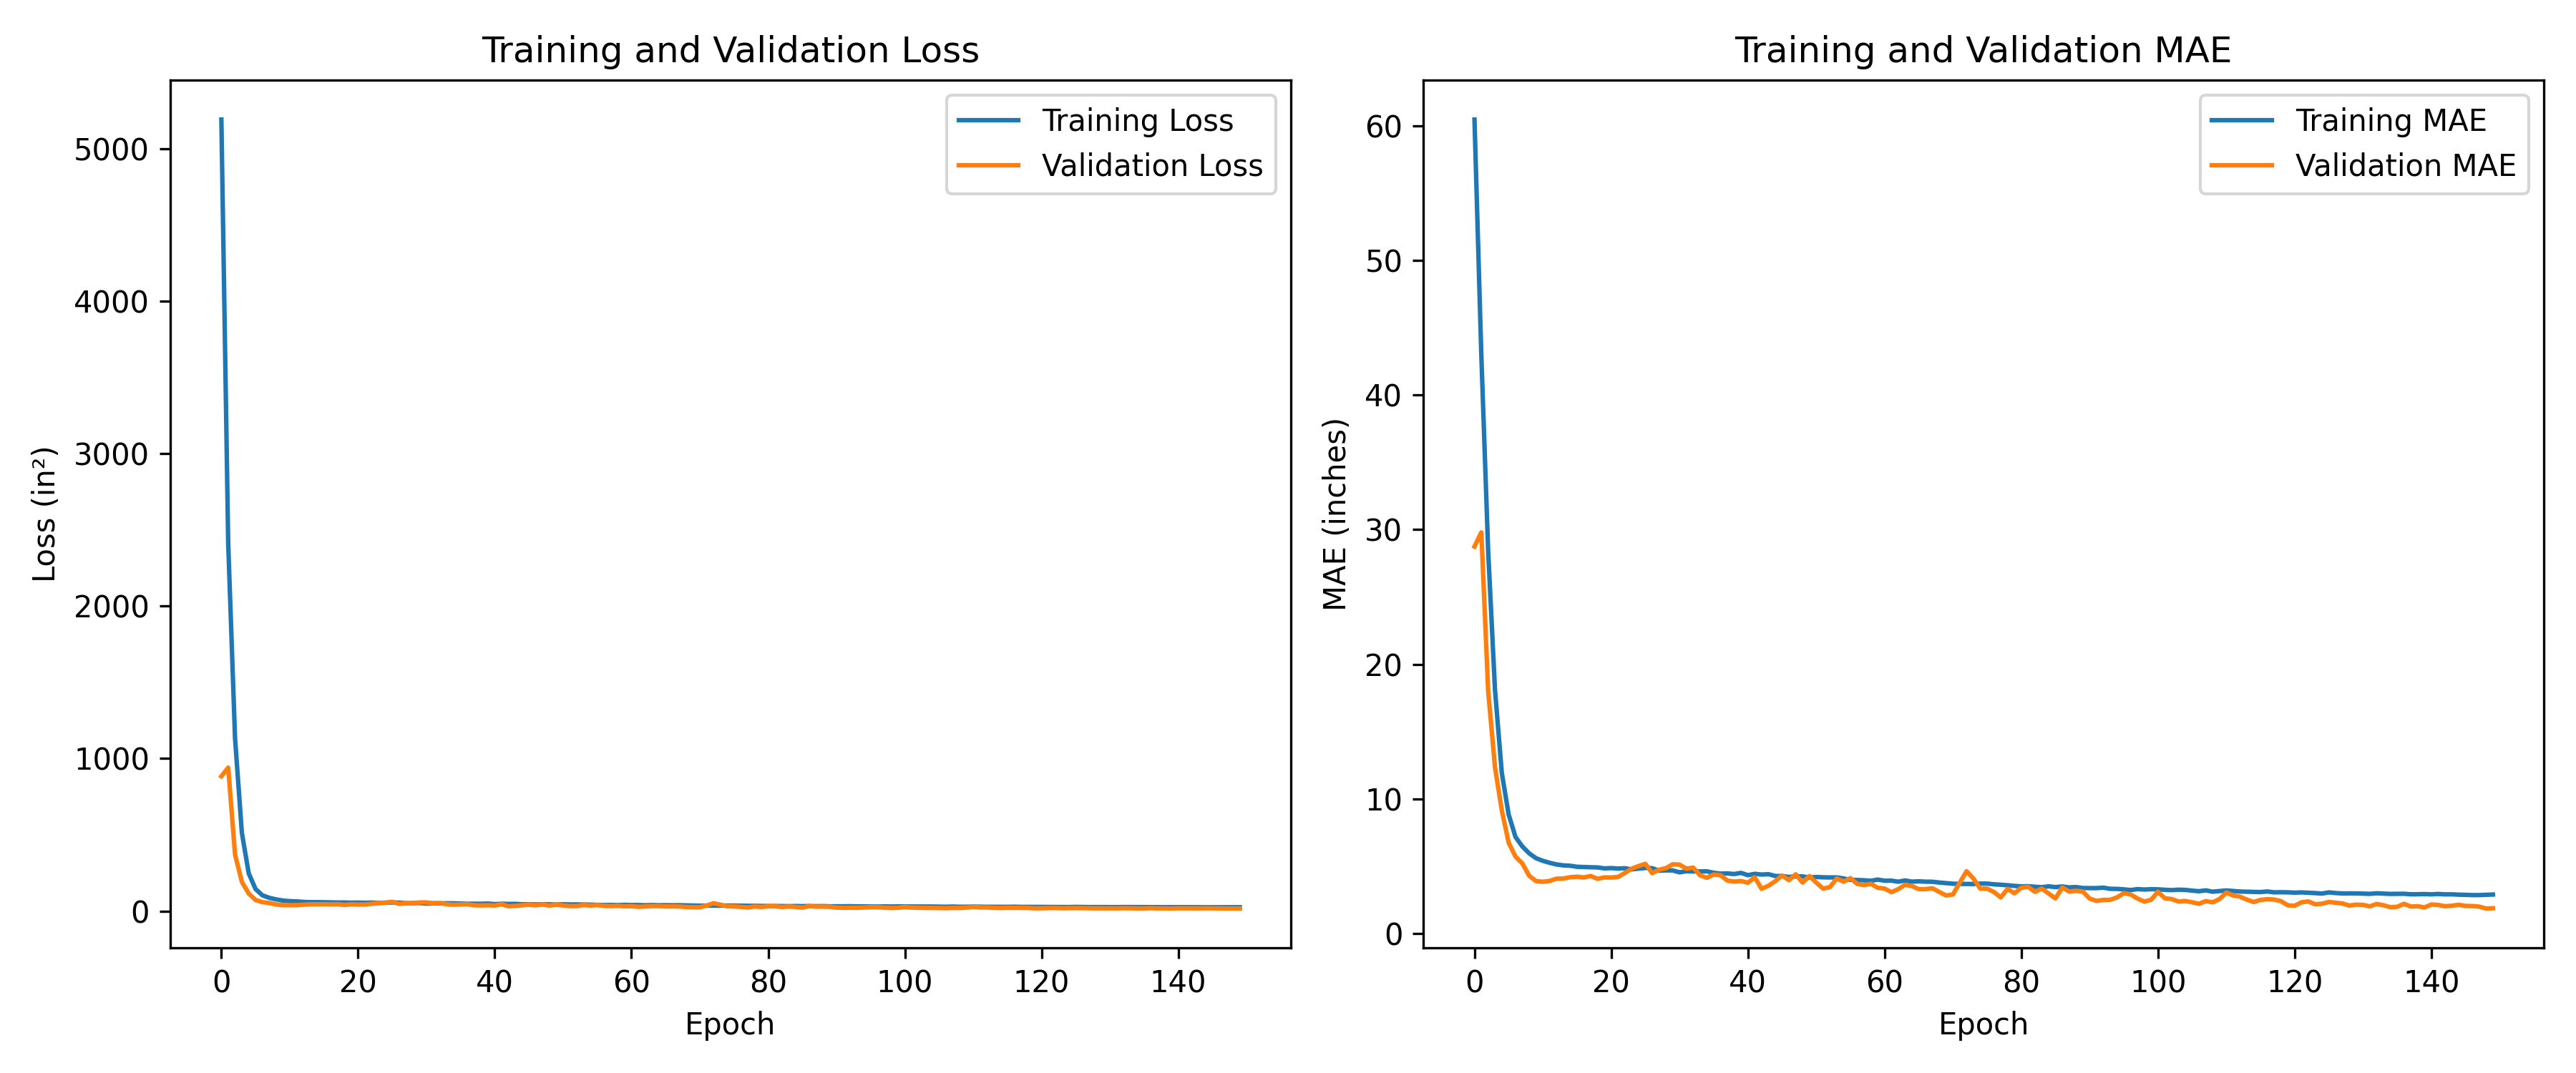 Training and Validation Loss
Training Loss
Validation Loss
5000
4000
3000
2000
1000
0
Loss (in²)
0 20 40 60 80 100 120 140
Epoch
Training and Validation MAE
Training MAE
Validation MAE
60
50
40
30
20
10
0
MAE (inches)
0 20 40 60 80 100 120 140
Epoch